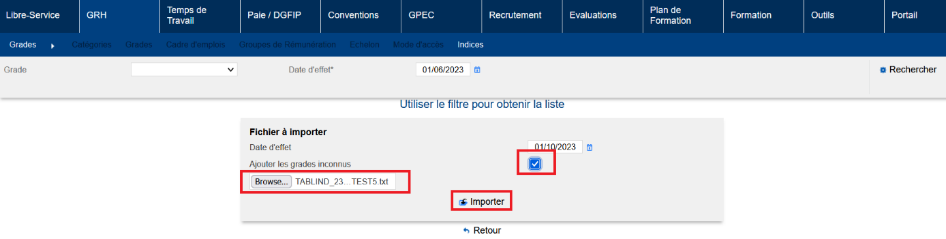 Libre-Service GRH Temps de Travail Paie / DGFIP Conventions GPEC Recrutement Evaluations Plan de Formation Formation Outils Portail
Grades Catégories Grades Cadre d'emplois Groupes de Rémunération Echelon Mode d'accès Indices
Grade Date d'effet* 01/06/2023 Rechercher
Utiliser le filtre pour obtenir la liste
Fichier à importer
Date d'effet 01/10/2023
Ajouter les grades inconnus
Browse... TABLIND_23...TEST5.txt
Importer
Retour